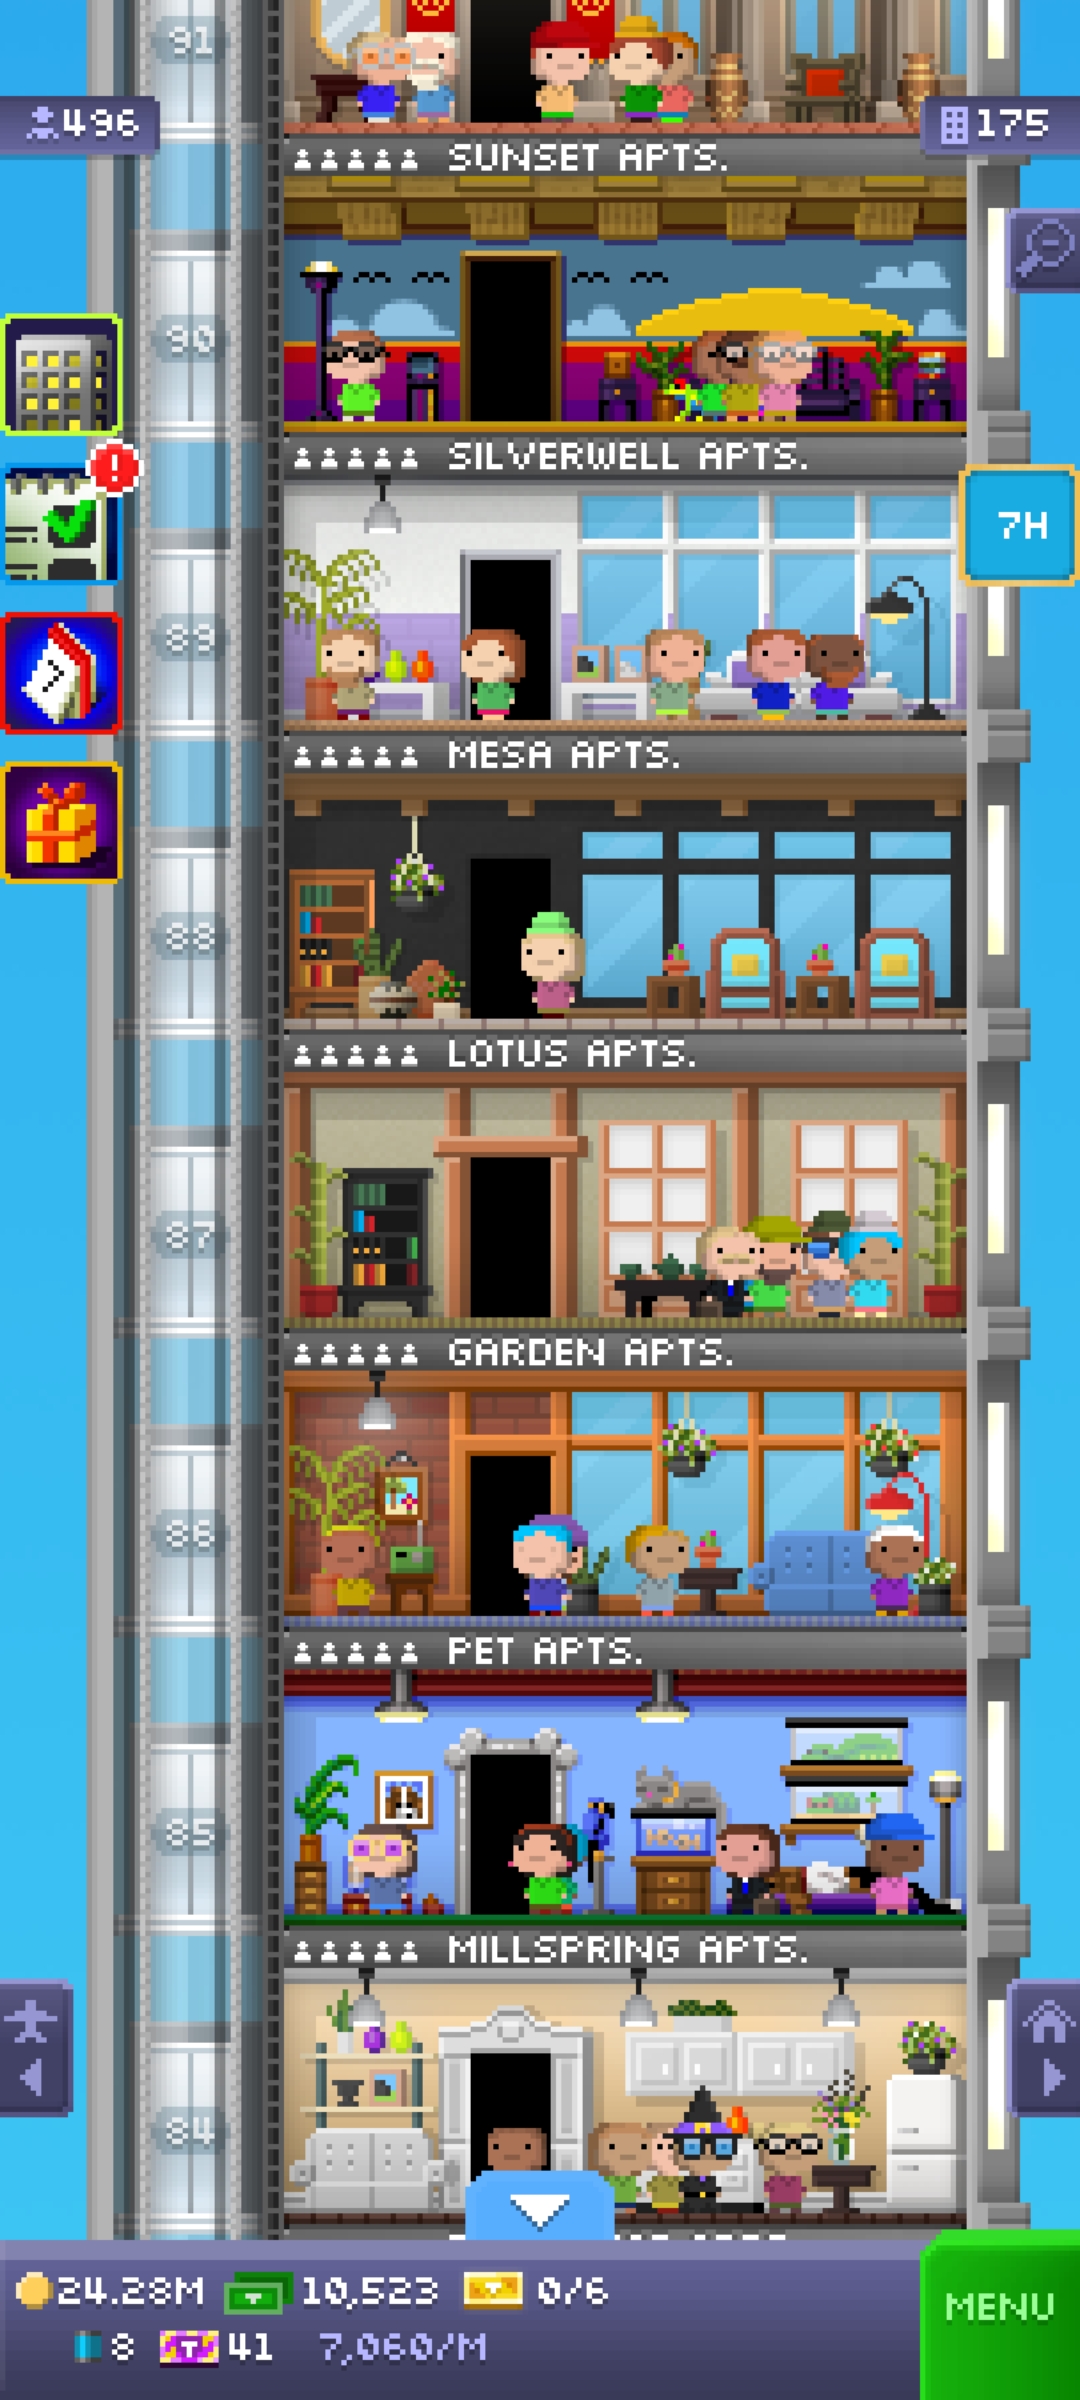 91
496
175
SUNSET APTS.
90
SILVERWELL APTS.
7H
89
MESA APTS.
88
LOTUS APTS.
87
GARDEN APTS.
86
PET APTS.
85
MILLSPRING APTS.
84
24.28M 10,523 0/6
MENU
8 41 7,060/M